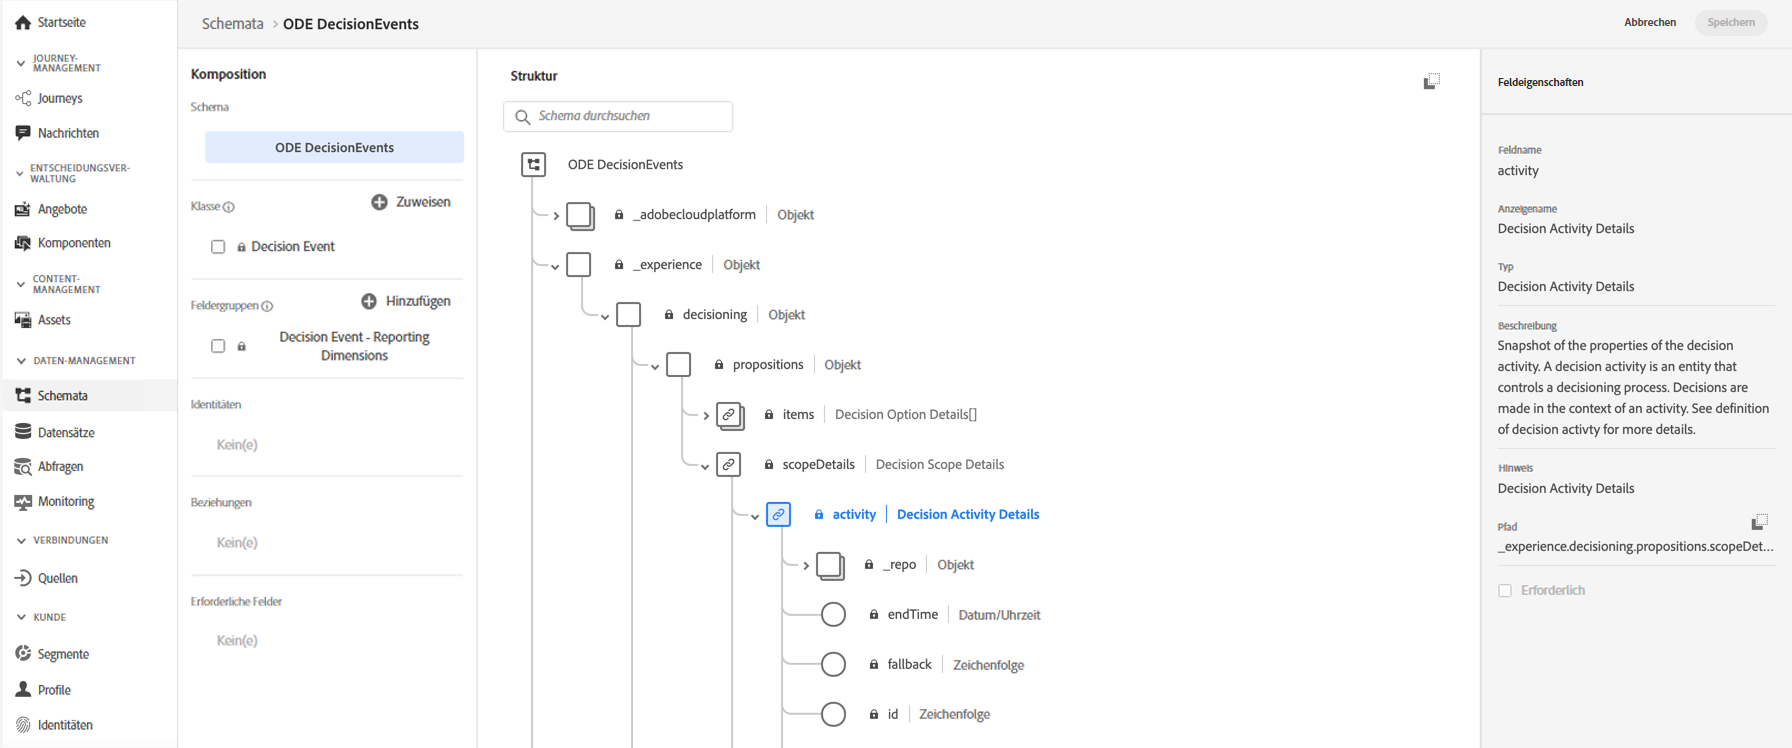 Startseite
JOURNEY-
MANAGEMENT
Journeys
Nachrichten
ENTSCHEIDUNGSVER-
WALTUNG
Angebote
Komponenten
CONTENT-
MANAGEMENT
Assets
DATEN-MANAGEMENT
Schemata
Datensätze
Abfragen
Monitoring
VERBINDUNGEN
Quellen
KUNDE
Segmente
Profile
Identitäten
Schemata > ODE DecisionEvents
Abbrechen
Speichern
Komposition
Schema
ODE DecisionEvents
Klasse
Zuweisen
Decision Event
Feldergruppen
Hinzufügen
Decision Event - Reporting
Dimensions
Identitäten
Kein(e)
Beziehungen
Kein(e)
Erforderliche Felder
Kein(e)
Struktur
Schema durchsuchen
ODE DecisionEvents
_adobecloudplatform | Objekt
_experience | Objekt
decisioning | Objekt
propositions | Objekt
items | Decision Option Details[]
scopeDetails | Decision Scope Details
activity | Decision Activity Details
_repo | Objekt
endTime | Datum/Uhrzeit
fallback | Zeichenfolge
id | Zeichenfolge
Feldeigenschaften
Feldname
activity
Anzeigename
Decision Activity Details
Typ
Decision Activity Details
Beschreibung
Snapshot of the properties of the decision
activity. A decision activity is an entity that
controls a decisioning process. Decisions are
made in the context of an activity. See definition
of decision activty for more details.
Hinweis
Decision Activity Details
Pfad
_experience.decisioning.propositions.scopeDet...
Erforderlich